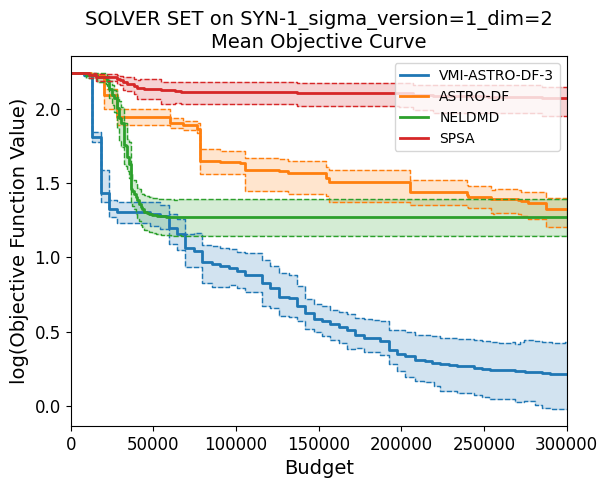 SOLVER SET on SYN-1_sigma_version=1_dim=2
Mean Objective Curve
VMI-ASTRO-DF-3
ASTRO-DF
NELDMD
SPSA
log(Objective Function Value)
2.0
1.5
1.0
0.5
0.0
0
50000
100000
150000
200000
250000
300000
Budget